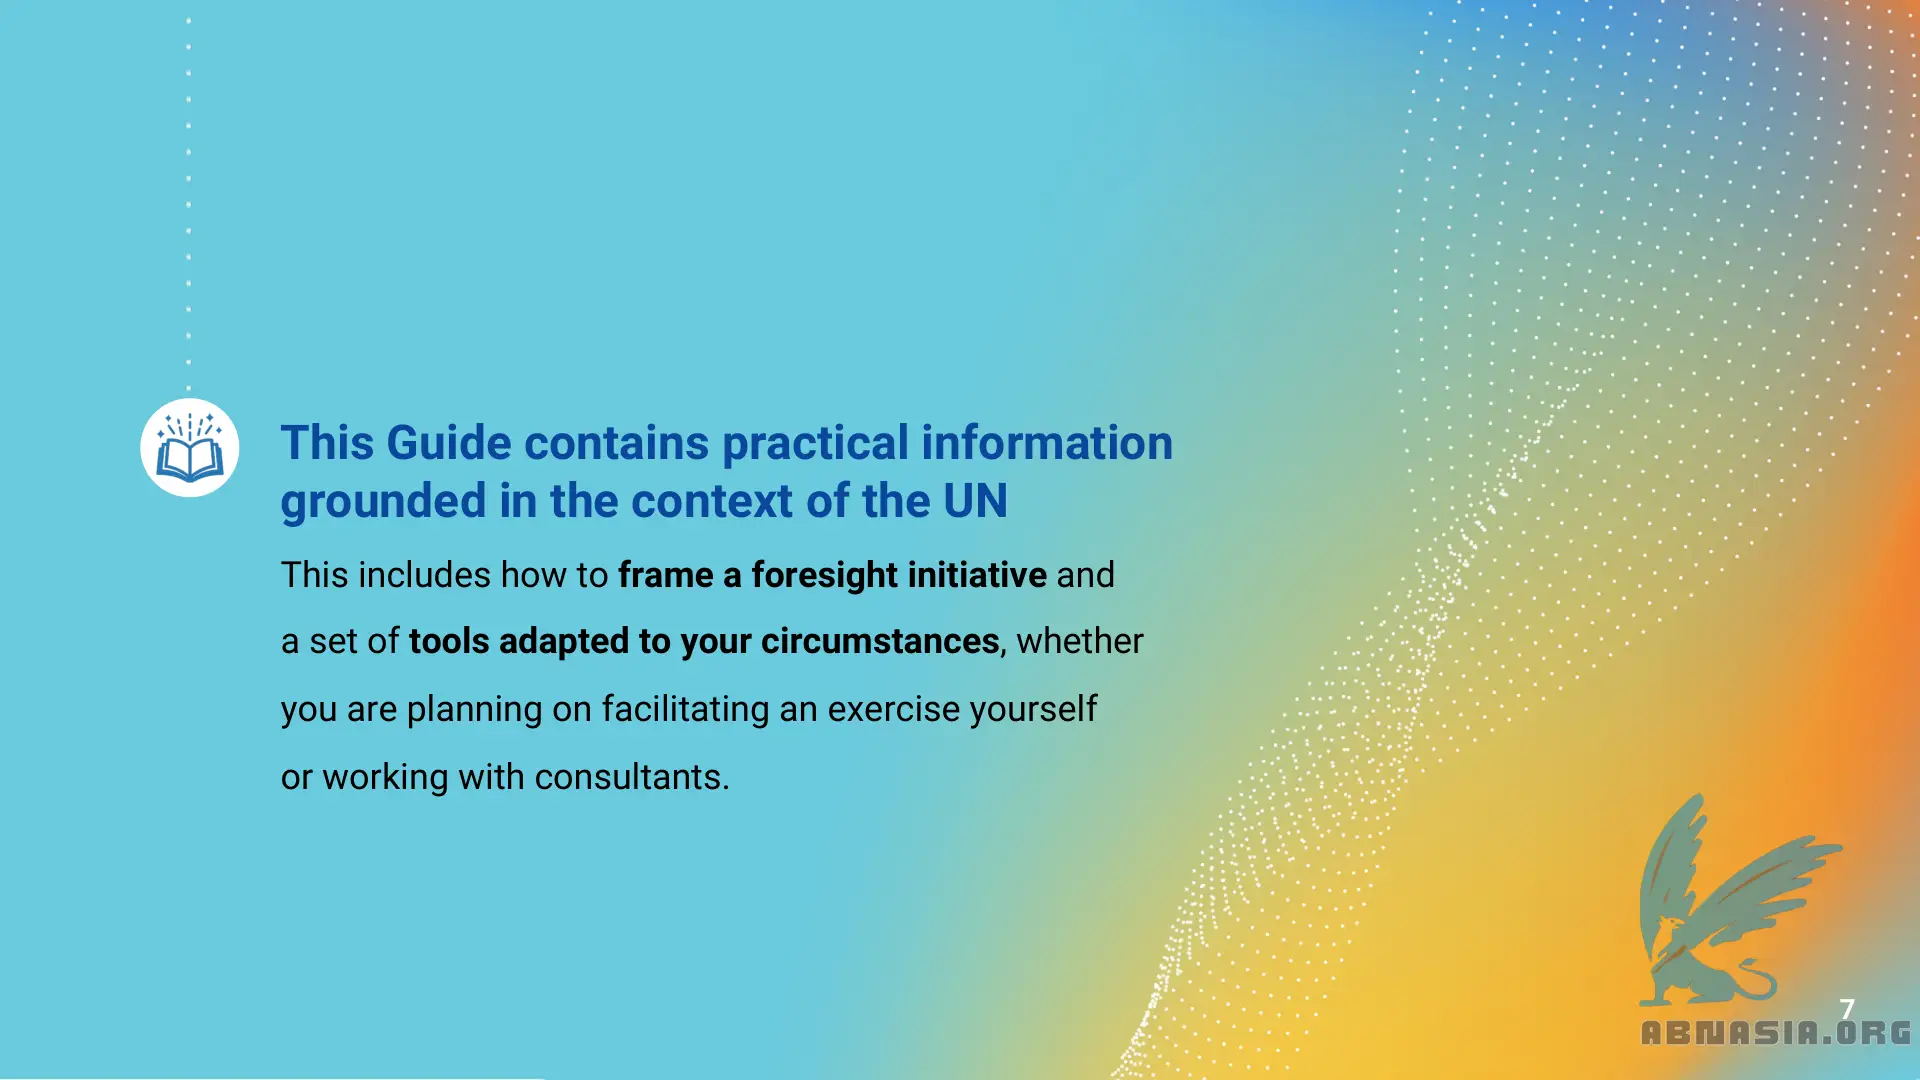 This Guide contains practical information
grounded in the context of the UN
This includes how to frame a foresight initiative and
a set of tools adapted to your circumstances, whether
you are planning on facilitating an exercise yourself
or working with consultants.
7
ABNASIA.ORG